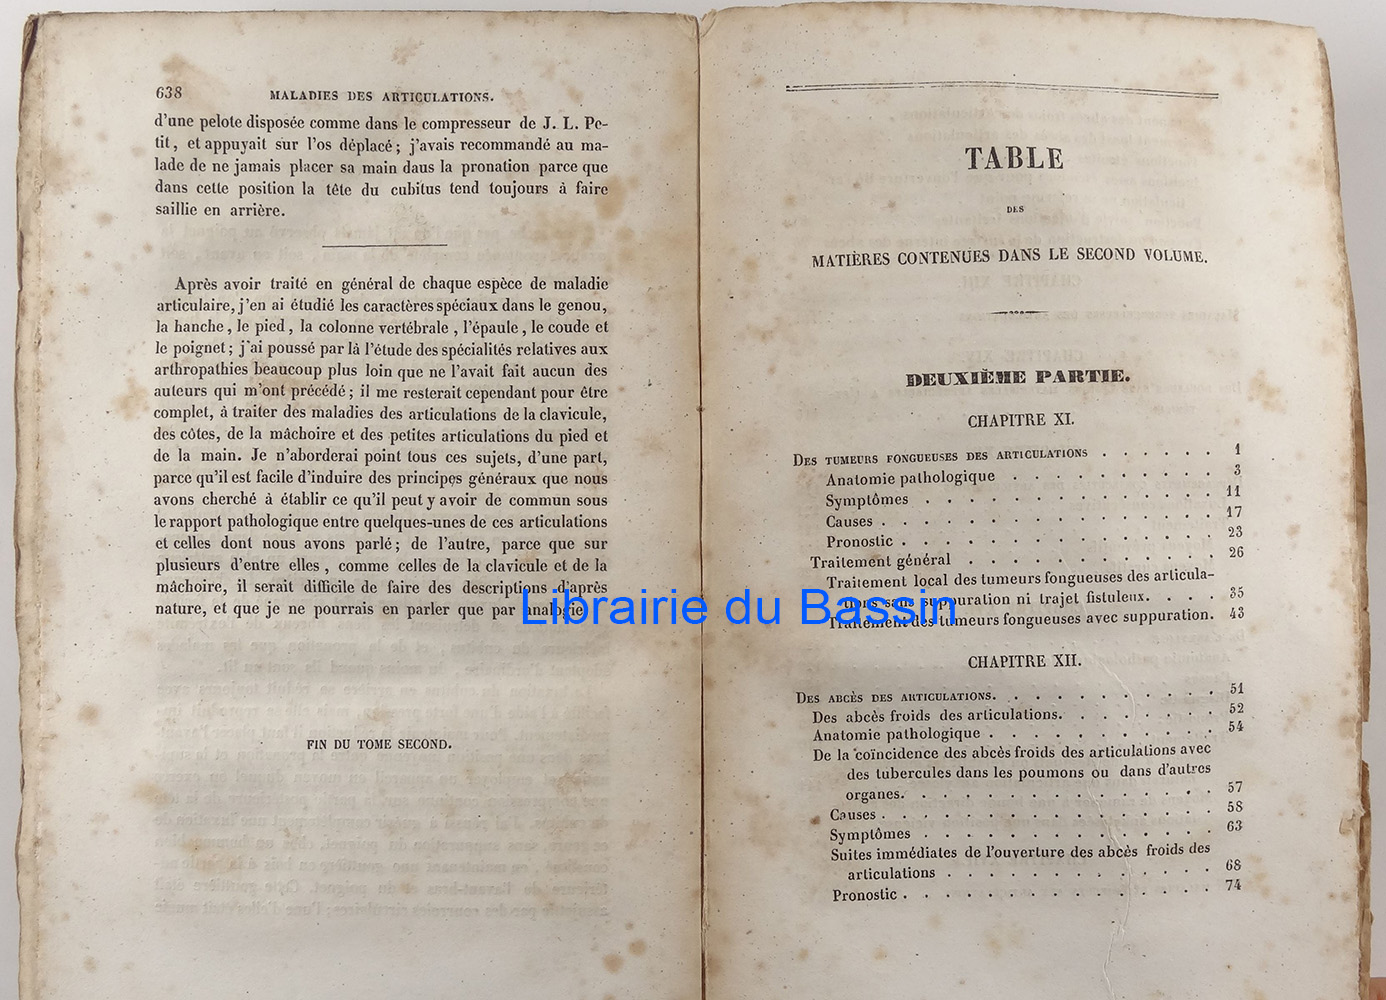 638 MALADIES DES ARTICULATIONS.
d'une pelote disposée comme dans le compresseur de J. L. Pe-
tit, et appuyait sur l'os déplacé ; j'avais recommandé au ma-
lade de ne jamais placer sa main daus la pronation parce que
dans cette position la tête du cubitus tend toujours à faire
saillie en arrière.
Après avoir traité en général de chaque espèce de maladie
articulaire, j'en ai étudié les caractères spéciaux dans le genou,
la hanche, le pied, la colonne vertébrale, l'épaule, le coude et
le poignet ; j'ai poussé par là l'étude des spécialités relatives aux
arthropathies beaucoup plus loin que ne l'avait fait aucun des
auteurs qui m'ont précédé ; il me resterait cependant pour être
complet, à traiter des maladies des articulations de la clavicule,
des côtes, de la mâchoire et des petites articulations du pied et
de la main. Je n'aborderai point tous ces sujets, d'une part,
parce qu'il est facile d'induire des principes généraux que nous
avons cherché à établir ce qu'il peut y avoir de commun sous
le rapport pathologique entre quelques-unes de ces articulations
et celles dont nous avons parlé ; de l'autre, parce que sur
plusieurs d'entre elles, comme celles de la clavicule et de la
mâchoire, il serait difficile de faire des descriptions d'après
nature, et que je ne pourrais en parler que par analogie
FIN DU TOME SECOND.
TABLE
DES
MATIÈRES CONTENUES DANS LE SECOND VOLUME.
DEUXIÈME PARTIE.
CHAPITRE XI.
DES TUMEURS FONGUEUSES DES ARTICULATIONS . . . . . . 1
Anatomie pathologique . . . . . . . . . . 3
Symptômes . . . . . . . . . . . . . 11
Causes . . . . . . . . . . . . . . . 17
Pronostic . . . . . . . . . . . . . . 23
Traitement général . . . . . . . . . . . 26
Traitement local des tumeurs fongueuses des articula-
tions sans suppuration ni trajet fistuleux. . . . 35
Traitement des tumeurs fongueuses avec suppuration. 43
CHAPITRE XII.
DES ABCÈS DES ARTICULATIONS. . . . . . . . . . . 51
Des abcès froids des articulations. . . . . . . 52
Anatomie pathologique . . . . . . . . . . . 54
De la coïncidence des abcès froids des articulations avec
des tubercules dans les poumons ou dans d'autres
organes. . . . . . . . . . . . . . . 57
Causes . . . . . . . . . . . . . . . 58
Symptômes . . . . . . . . . . . . . 63
Suites immédiates de l'ouverture des abcès froids des
articulations . . . . . . . . . . . . 68
Pronostic . . . . . . . . . . . . . . 74
Librairie du Bassin